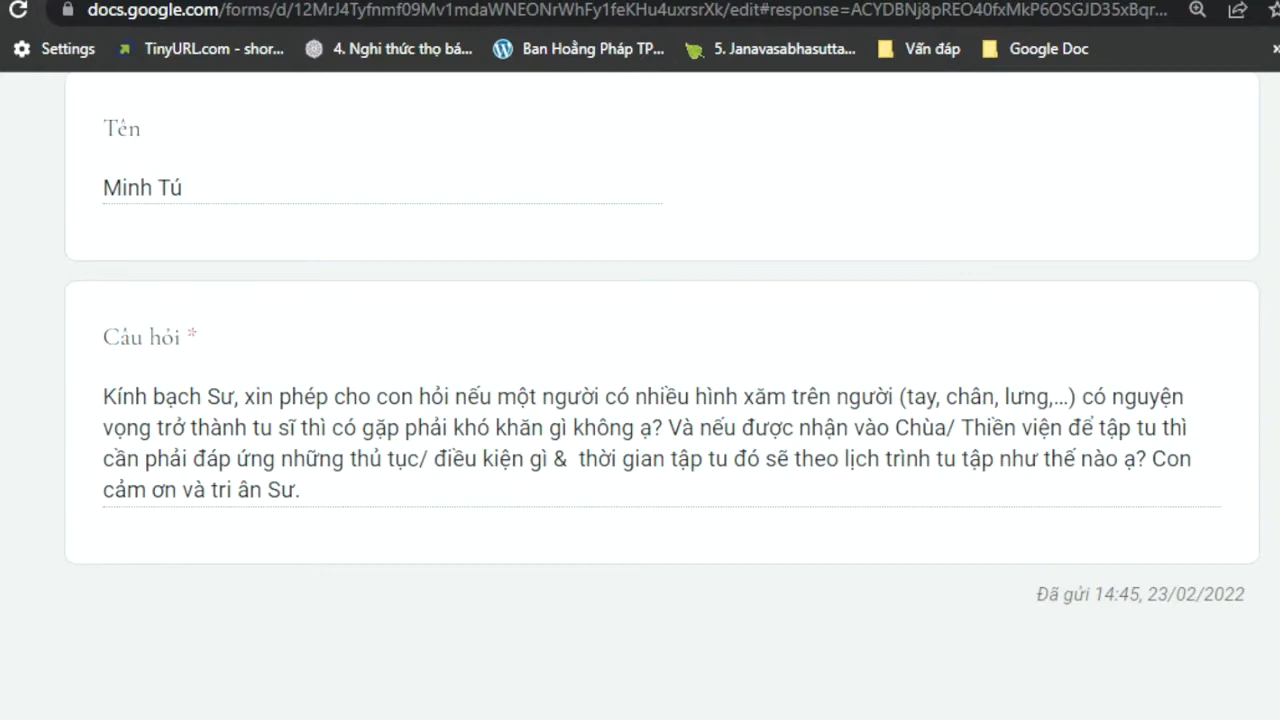 docs.google.com/forms/d/12MrJ4Tyfnmf09Mv1mdaWNEONrWhFy1feKHu4uxrsrXk/edit#response=ACYDBNj8pREO40fxMkP6OSGJD35xBqr...
Settings TinyURL.com - shor... 4. Nghi thức thọ bá... Ban Hoằng Pháp TP... 5. Janavasabhasutta... Vấn đáp Google Doc »
Tên
Minh Tú
Câu hỏi *
Kính bạch Sư, xin phép cho con hỏi nếu một người có nhiều hình xăm trên người (tay, chân, lưng,...) có nguyện
vọng trở thành tu sĩ thì có gặp phải khó khăn gì không ạ? Và nếu được nhận vào Chùa/ Thiền viện để tập tu thì
cần phải đáp ứng những thủ tục/ điều kiện gì &  thời gian tập tu đó sẽ theo lịch trình tu tập như thế nào ạ? Con
cảm ơn và tri ân Sư.
Đã gửi 14:45, 23/02/2022